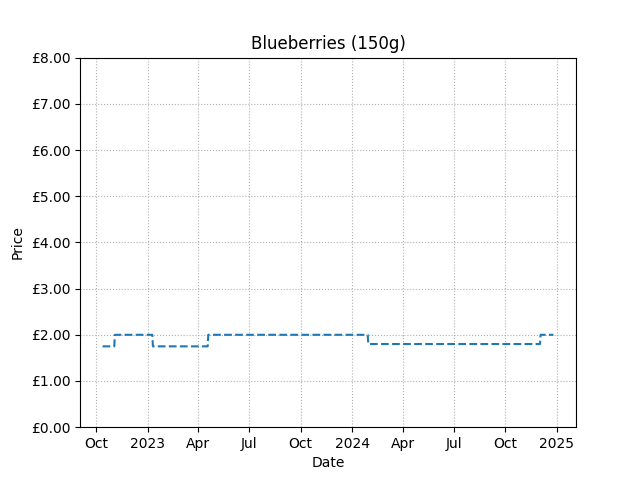 Blueberries (150g)
£8.00
£7.00
£6.00
£5.00
£4.00
£3.00
£2.00
£1.00
£0.00
Price
Oct 2023 Apr Jul Oct 2024 Apr Jul Oct 2025
Date